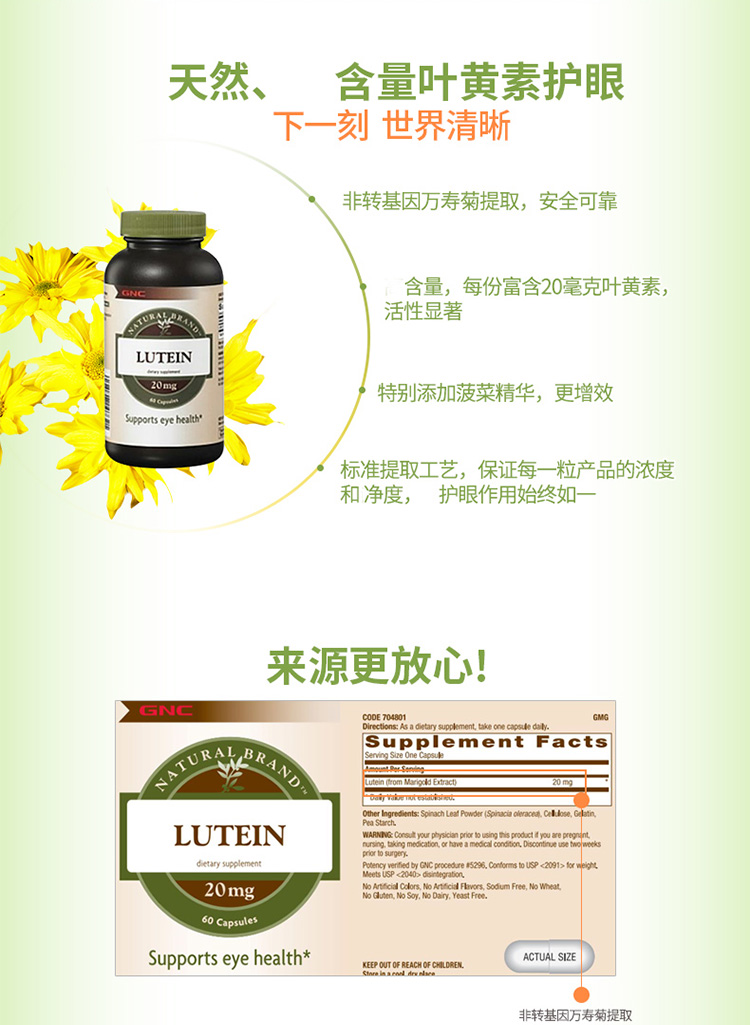 天然、 含量叶黄素护眼
下一刻 世界清晰
非转基因万寿菊提取，安全可靠
含量，每份富含20毫克叶黄素，
活性显著
特别添加菠菜精华，更增效
标准提取工艺，保证每一粒产品的浓度
和 净度， 护眼作用始终如一
GNC
NATURAL BRAND™
LUTEIN
dietary supplement
20 mg
60 Capsules
Supports eye health*
来源更放心!
GNC
NATURAL BRAND™
LUTEIN
dietary supplement
20 mg
60 Capsules
Supports eye health*
CODE 704801 GMG
Directions: As a dietary supplement, take one capsule daily.
Supplement Facts
Serving Size One Capsule
Amount Per Serving
Lutein (from Marigold Extract) 20 mg *
* Daily Value not established.
Other Ingredients: Spinach Leaf Powder (Spinacia oleracea), Cellulose, Gelatin,
Pea Starch.
WARNING: Consult your physician prior to using this product if you are pregnant,
nursing, taking medication, or have a medical condition. Discontinue use two weeks
prior to surgery.
Potency verified by GNC procedure #5296. Conforms to USP <2091> for weight.
Meets USP <2040> disintegration.
No Artificial Colors, No Artificial Flavors, Sodium Free, No Wheat,
No Gluten, No Soy, No Dairy, Yeast Free.
KEEP OUT OF REACH OF CHILDREN.
Store in a cool, dry place.
ACTUAL SIZE
非转基因万寿菊提取